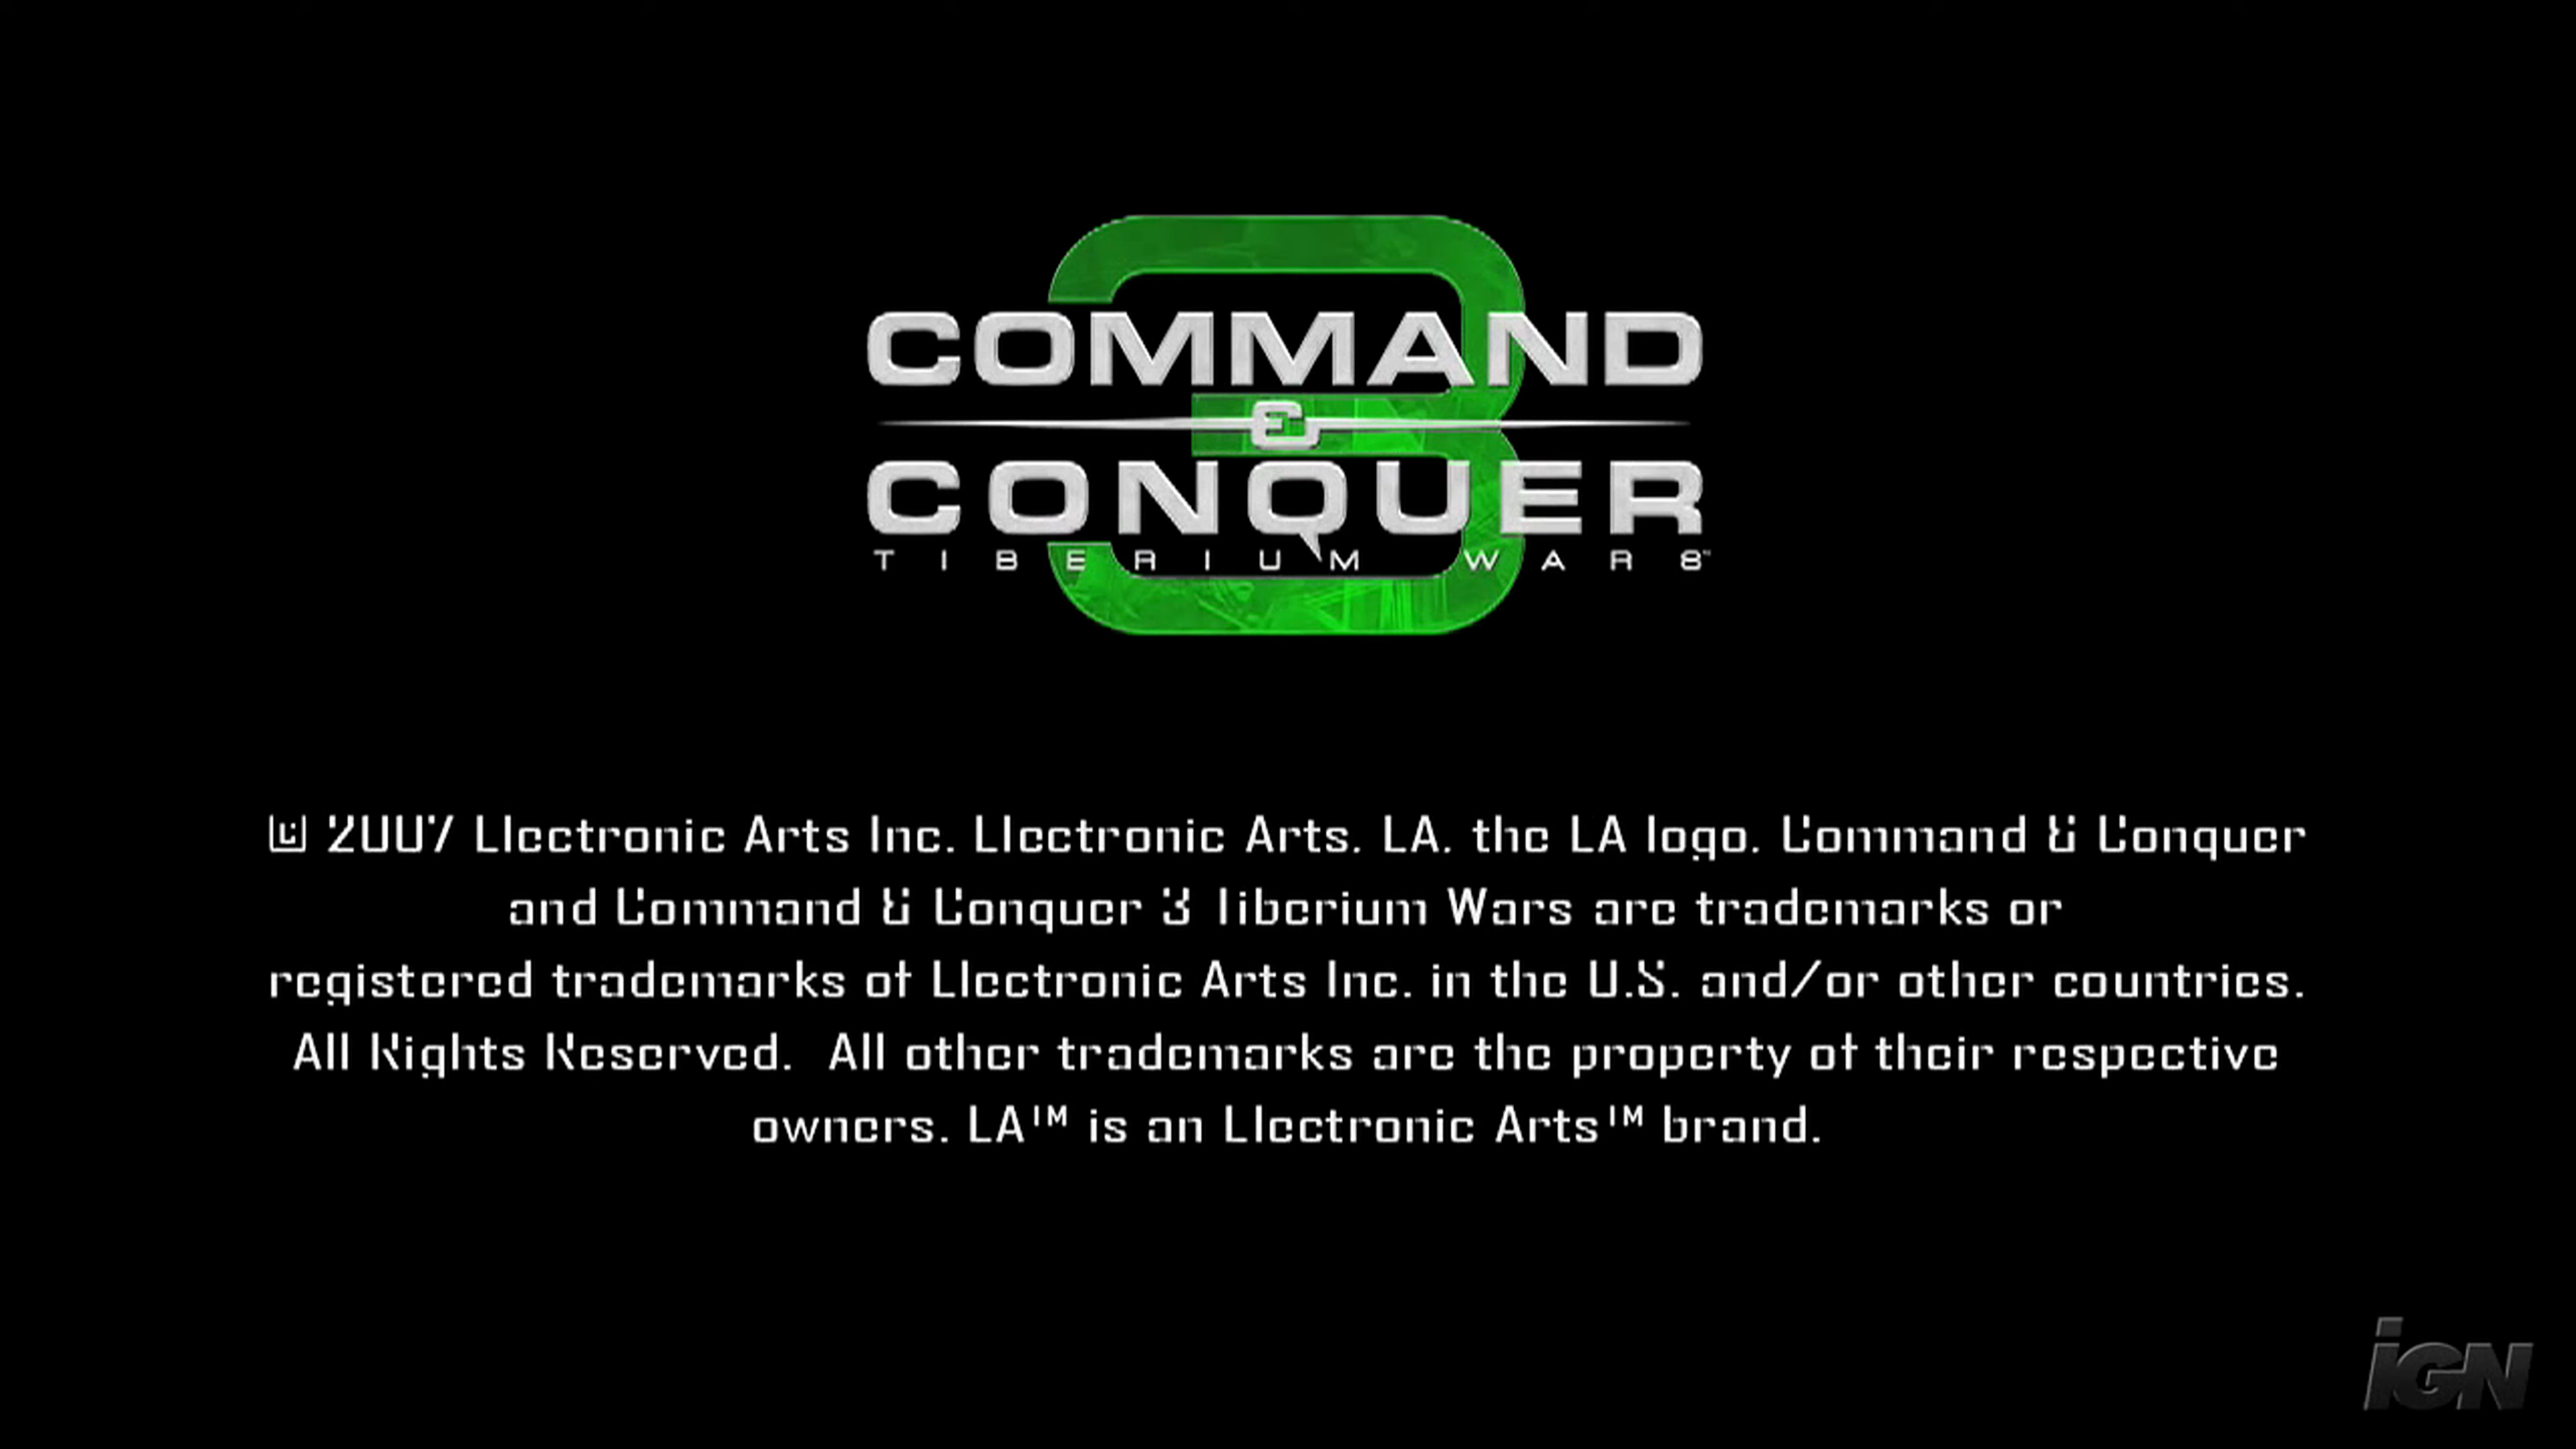 3
COMMAND
&
CONQUER
TIBERIUM WARS™
© 2007 Electronic Arts Inc. Electronic Arts, EA, the EA logo, Command & Conquer
and Command & Conquer 3 Tiberium Wars are trademarks or
registered trademarks of Electronic Arts Inc. in the U.S. and/or other countries.
All Rights Reserved.  All other trademarks are the property of their respective
owners. EA™ is an Electronic Arts™ brand.
IGN